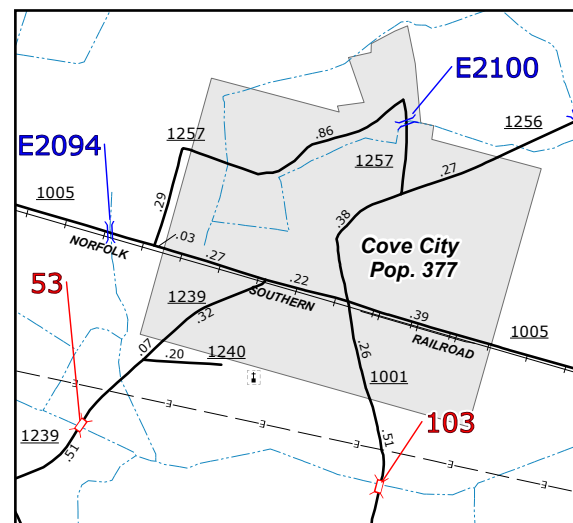 E2100
1256
1257
.86
E2094
1257
.27
1005
.29
.38
.03
NORFOLK
Cove City
Pop. 377
.27
53
1239
SOUTHERN
.22
.32
.39
1005
RAILROAD
.07
.20
1240
.26
1001
E
E
E
E
E
E
1239
.51
.51
103